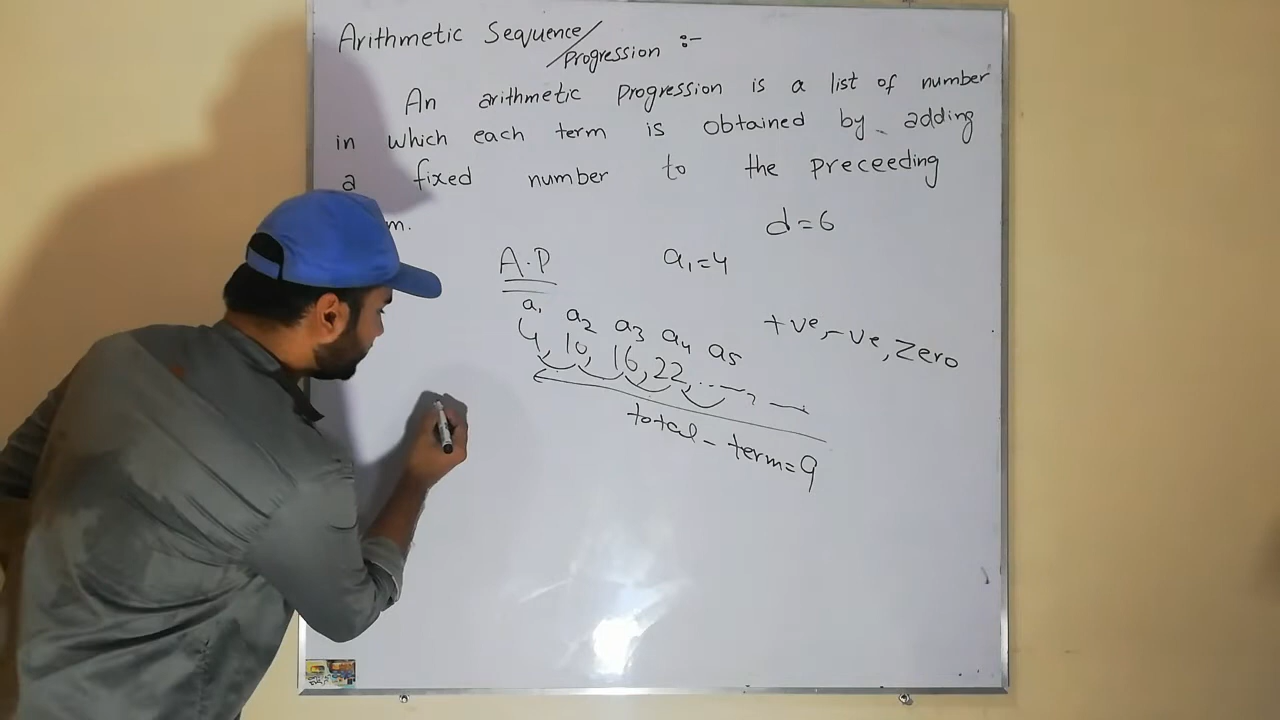 Arithmetic Sequence/
Progression :-
An arithmetic progression is a list of number
in which each term is obtained by adding
a fixed number to the preceeding
m.
d=6
A.P
a₁=4
a₁ a₂ a₃ a₄ a₅
4, 10, 16, 22, ...
+ve, -ve, Zero
total - term = 9